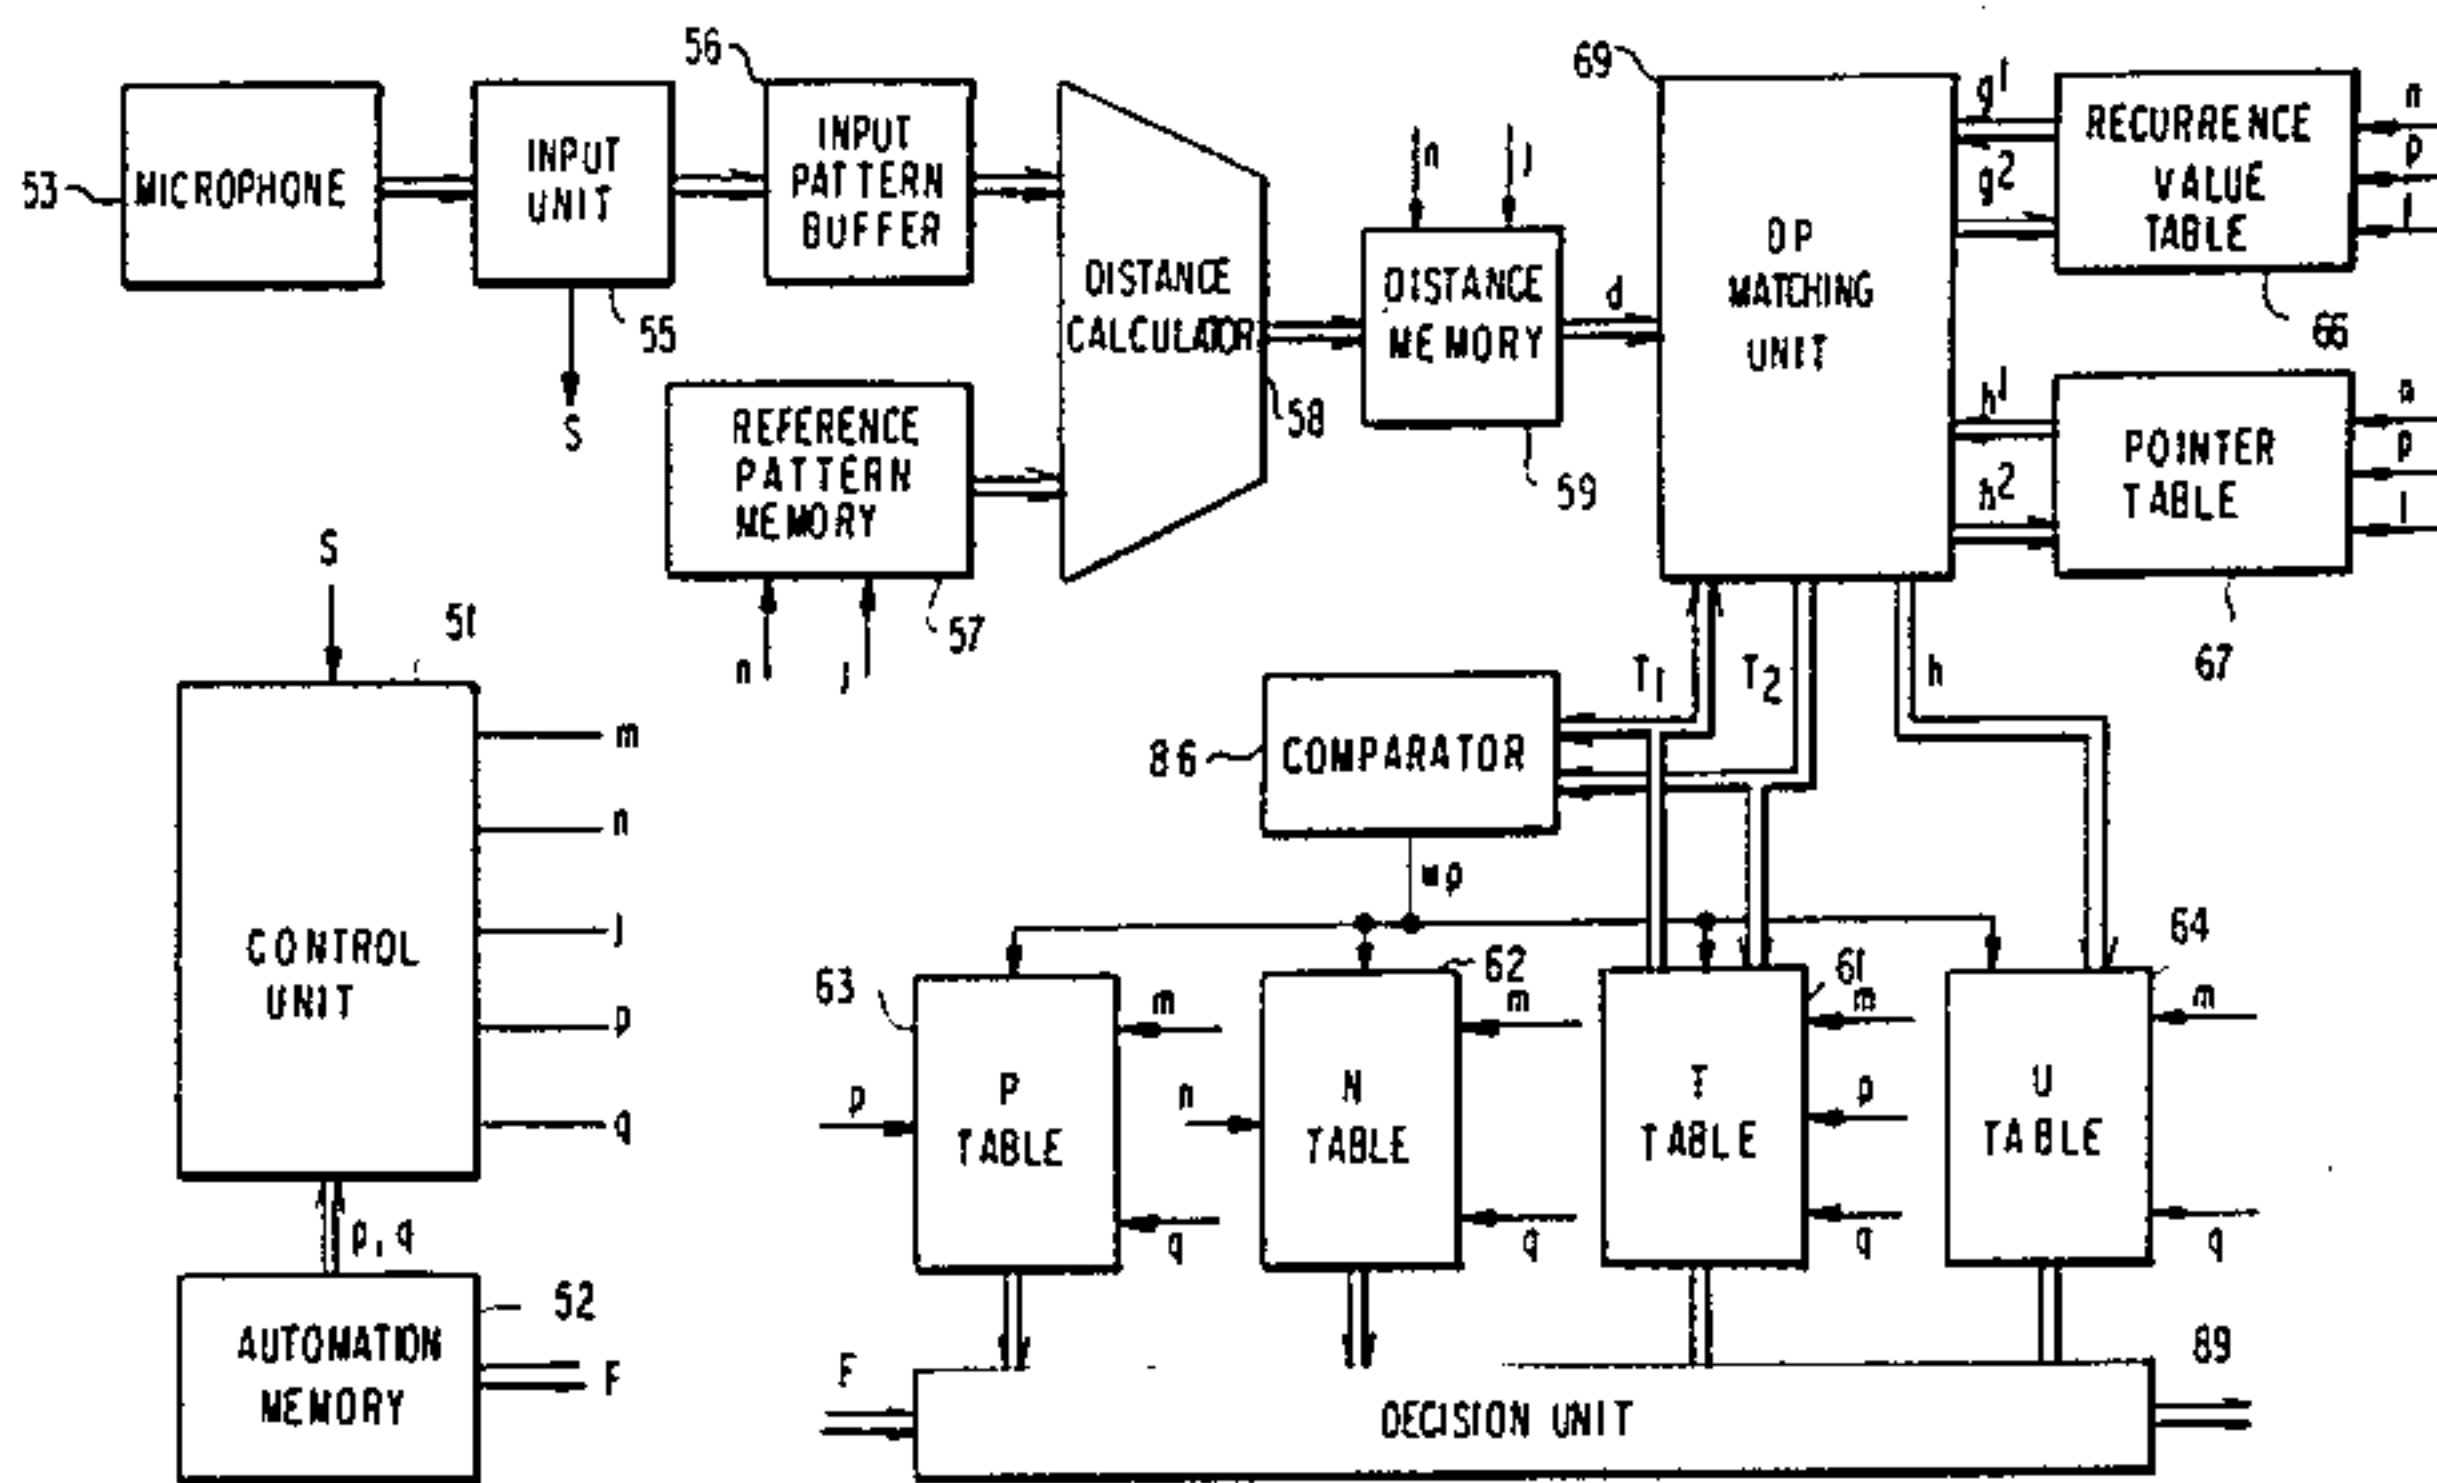 53
MICROPHONE
INPUT
UNIT
55
S
56
INPUT
PATTERN
BUFFER
REFERENCE
PATTERN
MEMORY
57
n
j
DISTANCE
CALCULATOR
58
n
j
DISTANCE
MEMORY
59
d
69
DP
MATCHING
UNIT
g1
g2
RECURRENCE
VALUE
TABLE
66
n
p
j
h1
h2
POINTER
TABLE
67
n
p
j
S
51
CONTROL
UNIT
m
n
j
p
q
p, q
AUTOMATION
MEMORY
52
F
86
COMPARATOR
T1
T2
h
wp
63
P
TABLE
p
m
q
62
N
TABLE
n
m
q
61
T
TABLE
m
p
q
64
U
TABLE
m
q
F
DECISION UNIT
89